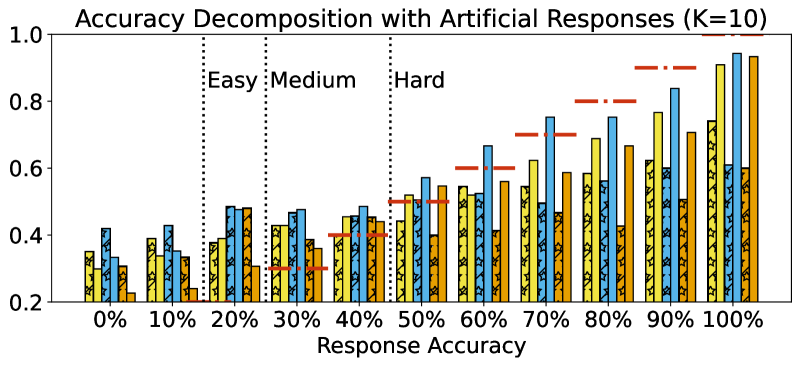 Accuracy Decomposition with Artificial Responses (K=10)
1.0
0.8
0.6
0.4
0.2
Easy
Medium
Hard
0% 10% 20% 30% 40% 50% 60% 70% 80% 90% 100%
Response Accuracy